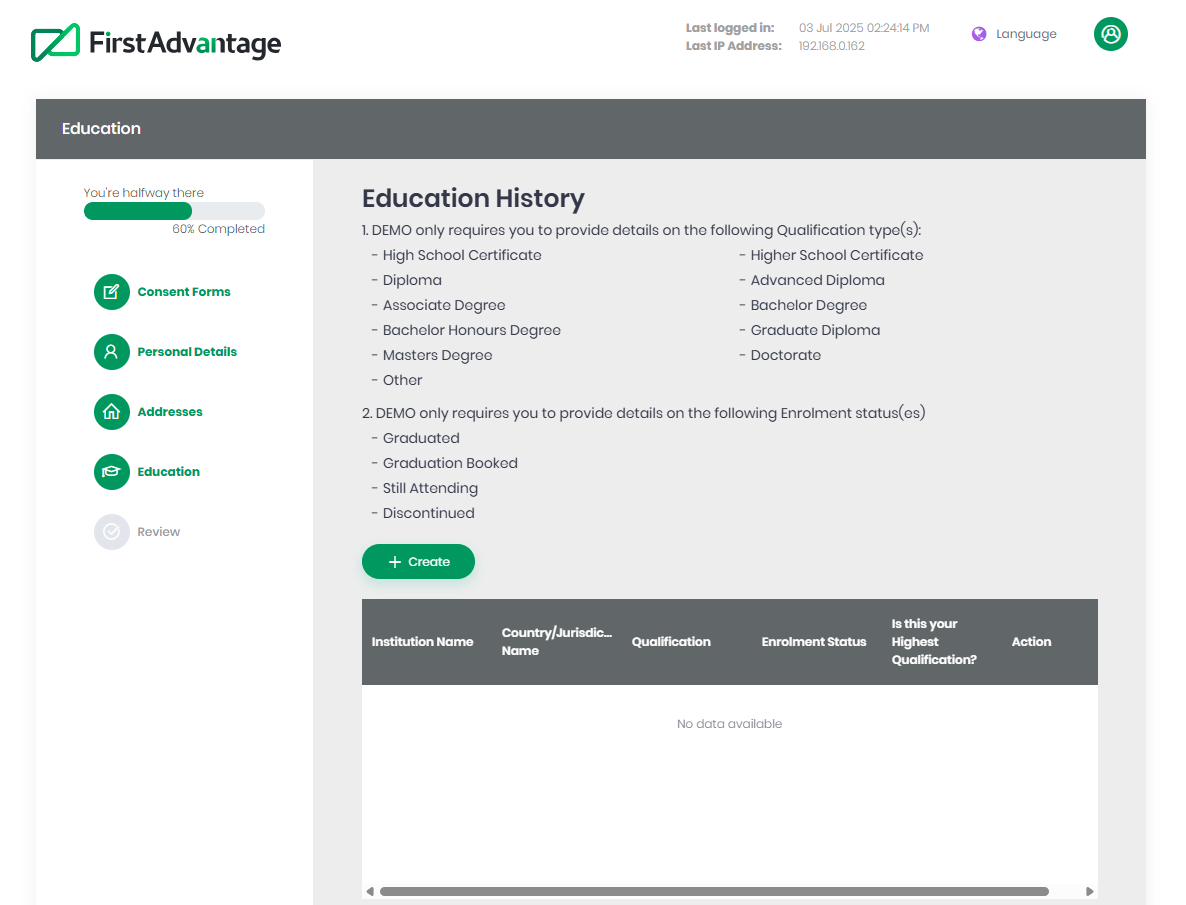 FirstAdvantage
Last logged in: 03 Jul 2025 02:24:14 PM
Last IP Address: 192.168.0.162
Language
Education
You're halfway there
60% Completed
Consent Forms
Personal Details
Addresses
Education
Review
Education History
1. DEMO only requires you to provide details on the following Qualification type(s):
- High School Certificate
- Higher School Certificate
- Diploma
- Advanced Diploma
- Associate Degree
- Bachelor Degree
- Bachelor Honours Degree
- Graduate Diploma
- Masters Degree
- Doctorate
- Other
2. DEMO only requires you to provide details on the following Enrolment status(es)
- Graduated
- Graduation Booked
- Still Attending
- Discontinued
+ Create
Institution Name
Country/Jurisdic...
Name
Qualification
Enrolment Status
Is this your
Highest
Qualification?
Action
No data available